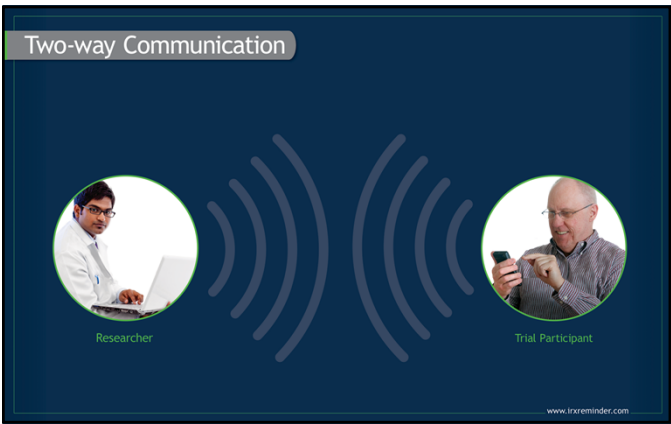 Two-way Communication
Researcher
Trial Participant
www.irxreminder.com